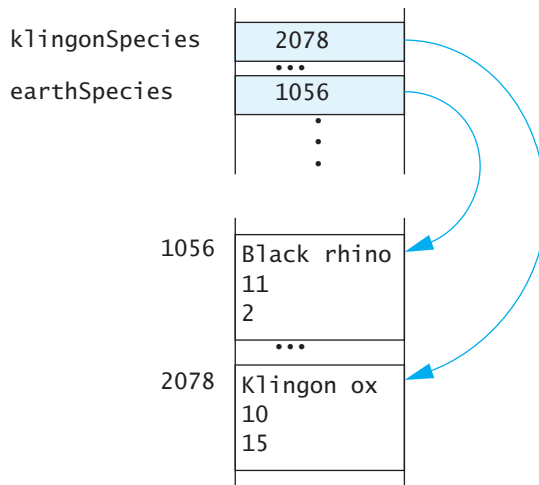 klingonSpecies 2078
...
earthSpecies 1056
1056 Black rhino
11
2
...
2078 Klingon ox
10
15